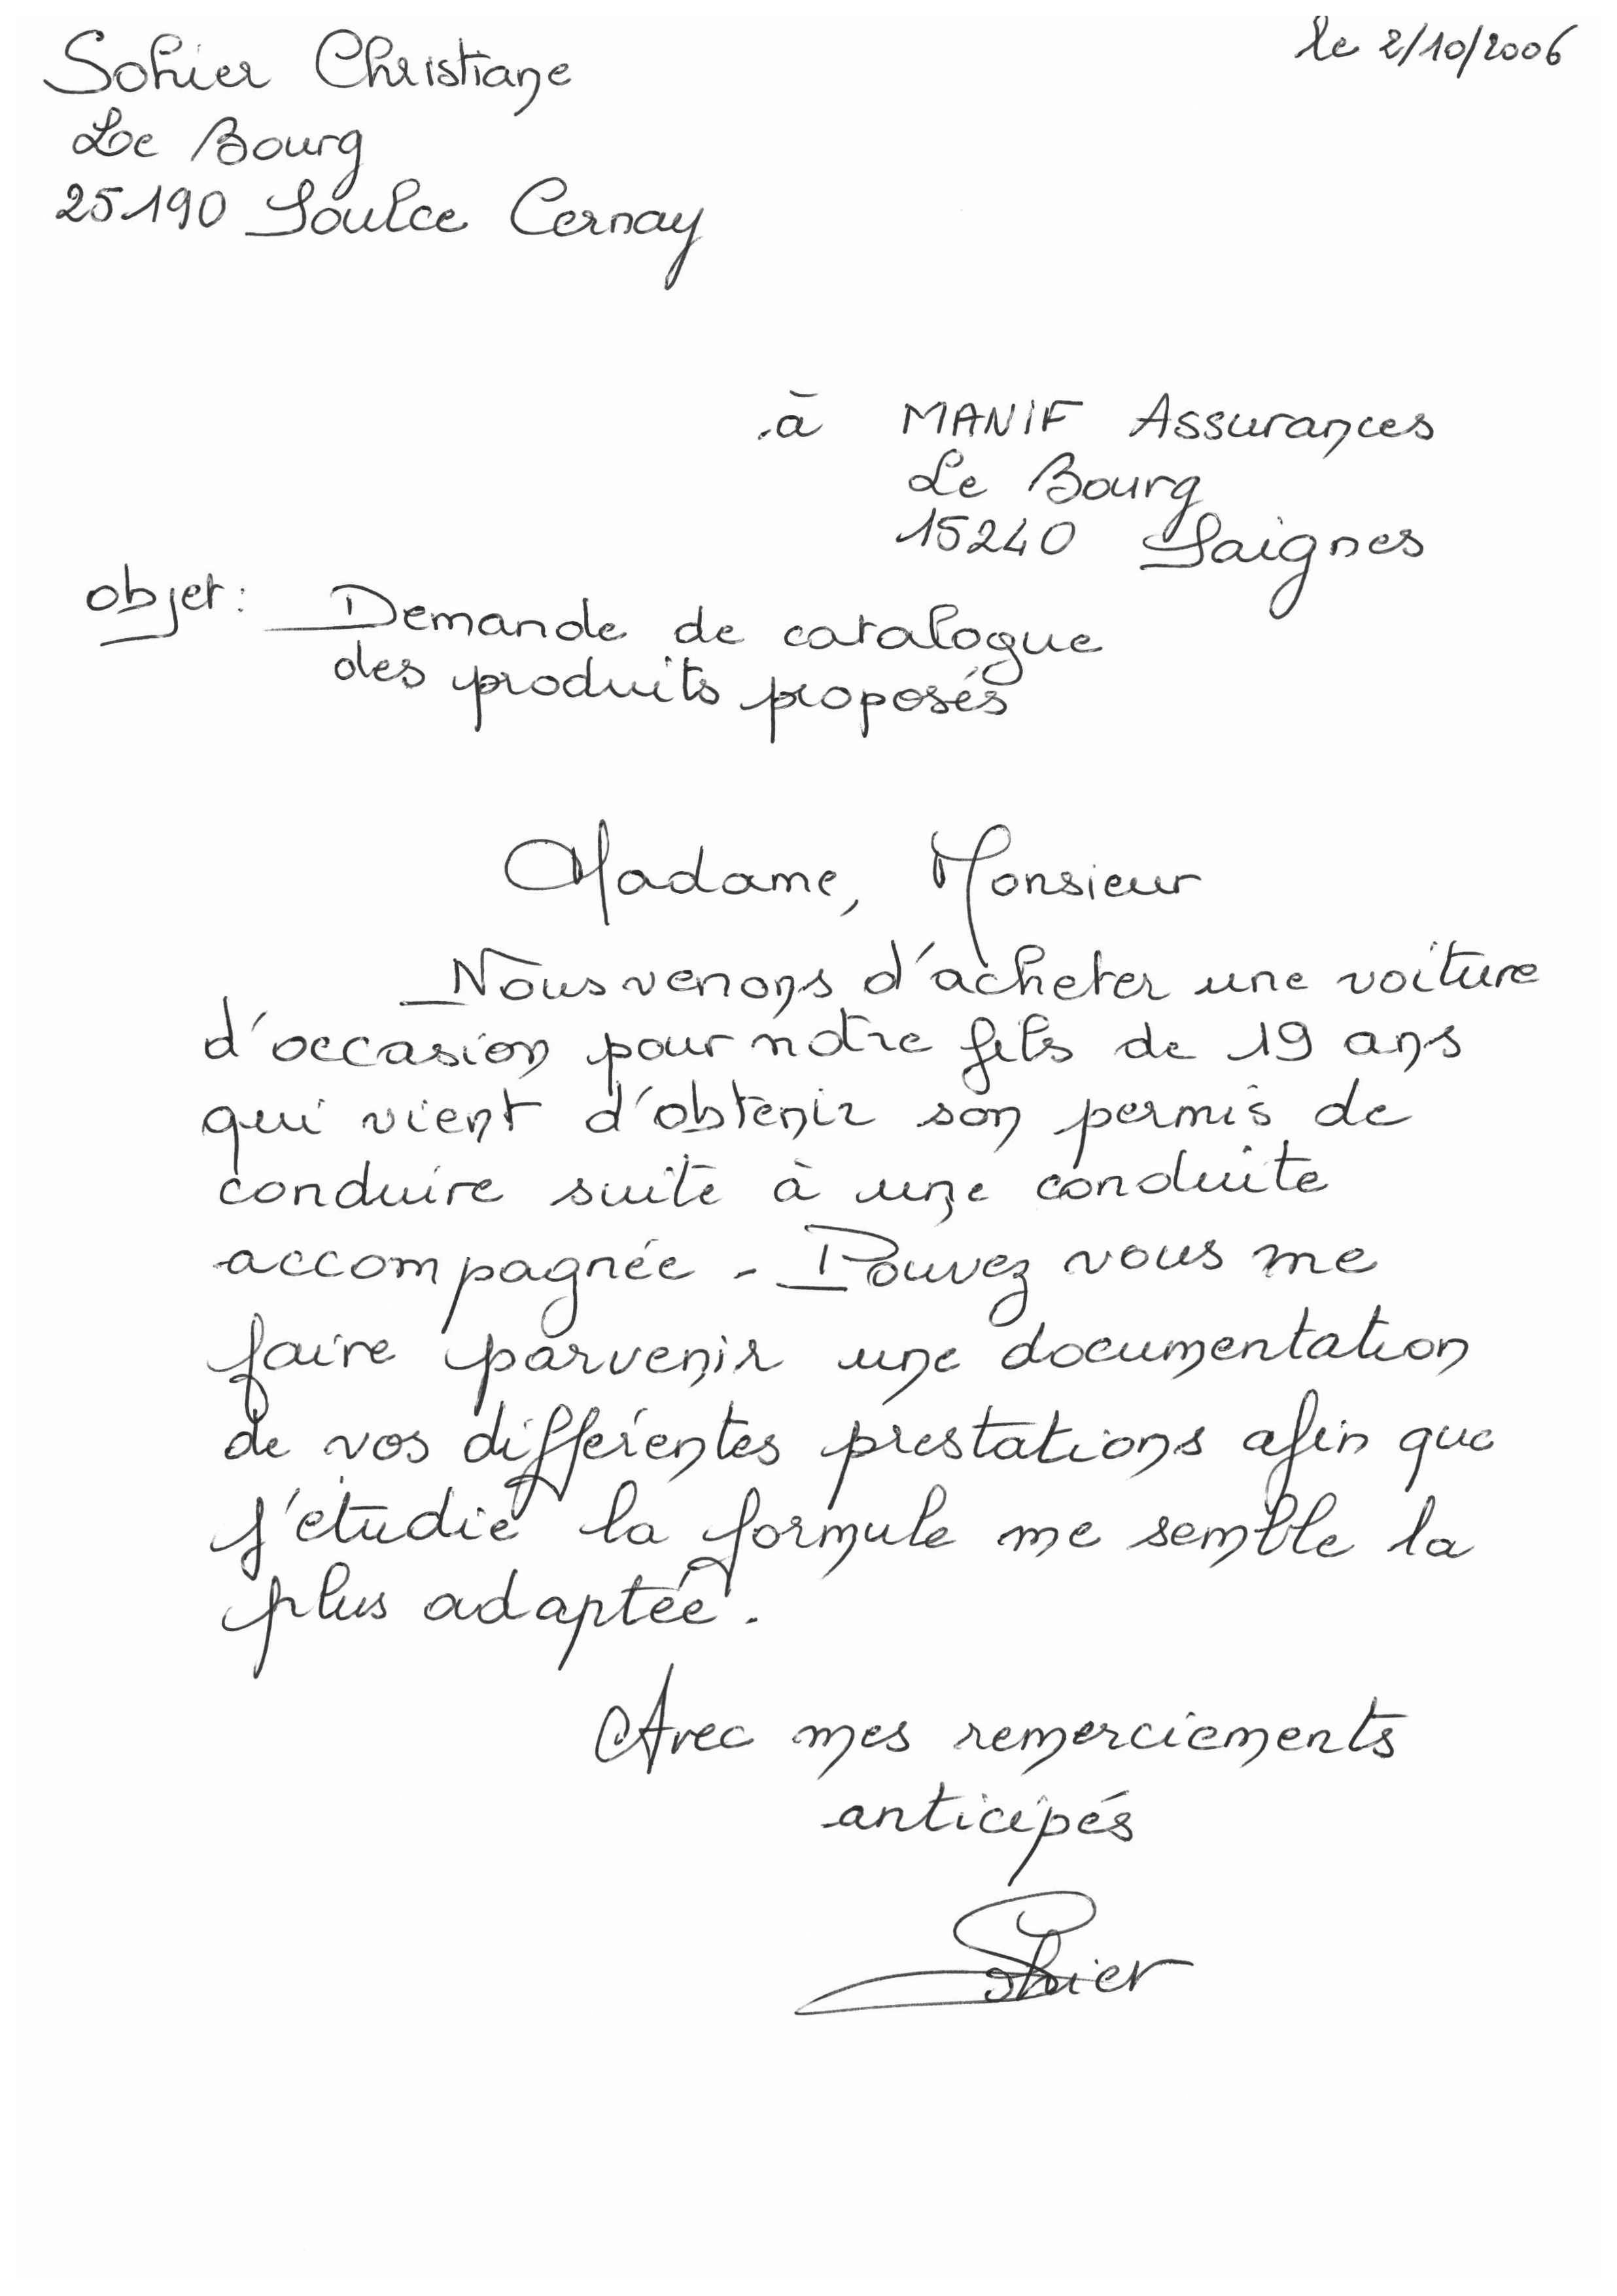 Sohier Christiane
le 2/10/2006
Le Bourg
25190 Soulce Cernay
à MANIF Assurances
Le Bourg
15240 Saignes
objet: Demande de catalogue
des produits proposés
Madame, Monsieur
Nous venons d'acheter une voiture
d'occasion pour notre fils de 19 ans
qui vient d'obtenir son permis de
conduire suite à une conduite
accompagnée - Pouvez vous me
faire parvenir une documentation
de vos différentes prestations afin que
j'étudie la formule me semble la
plus adaptée.
Avec mes remerciements
anticipés
Sohier